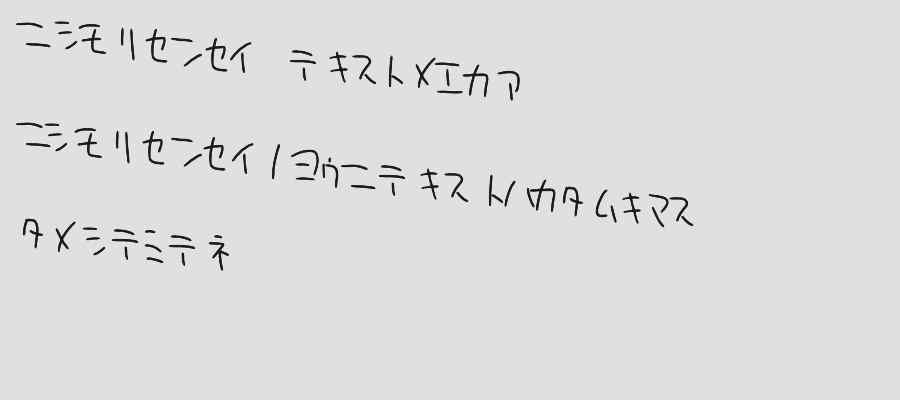 ニシモリセンセイ テキストメエカア
ニシモリセンセイノヨウニテキストノカタムキマス
タメシテミテネ